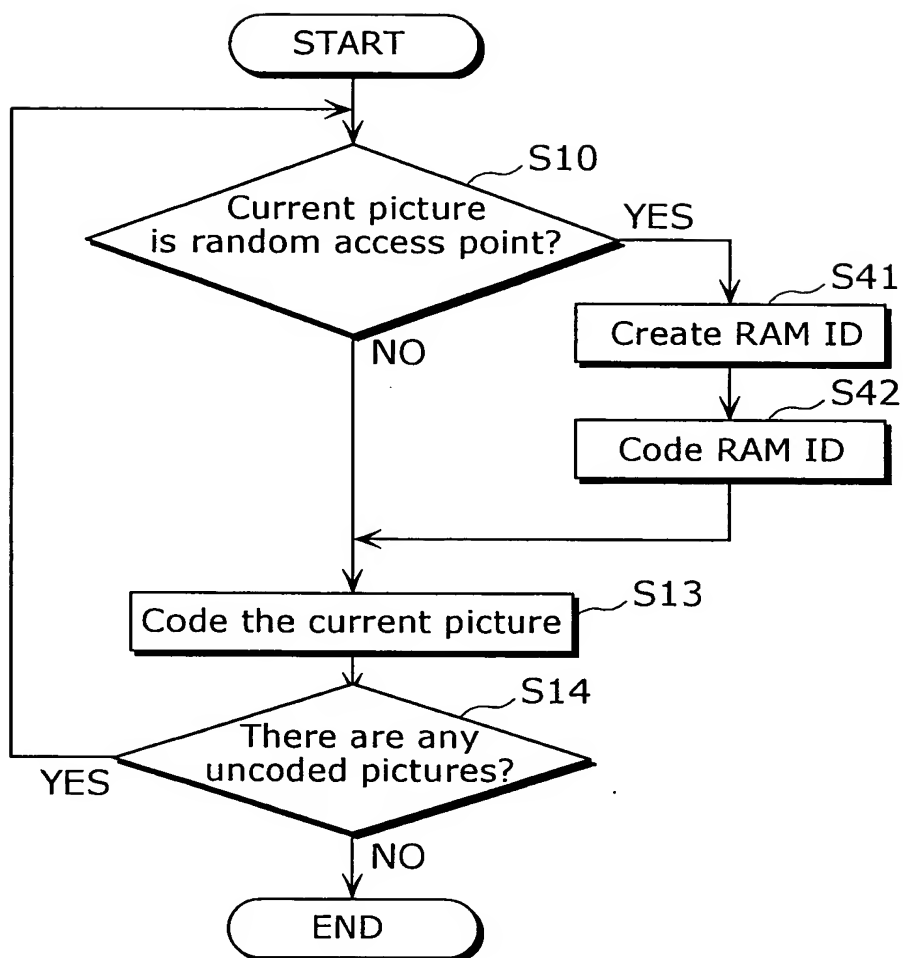 START
S10
Current picture
is random access point?
YES
S41
Create RAM ID
NO
S42
Code RAM ID
S13
Code the current picture
S14
There are any
uncoded pictures?
YES
NO
END